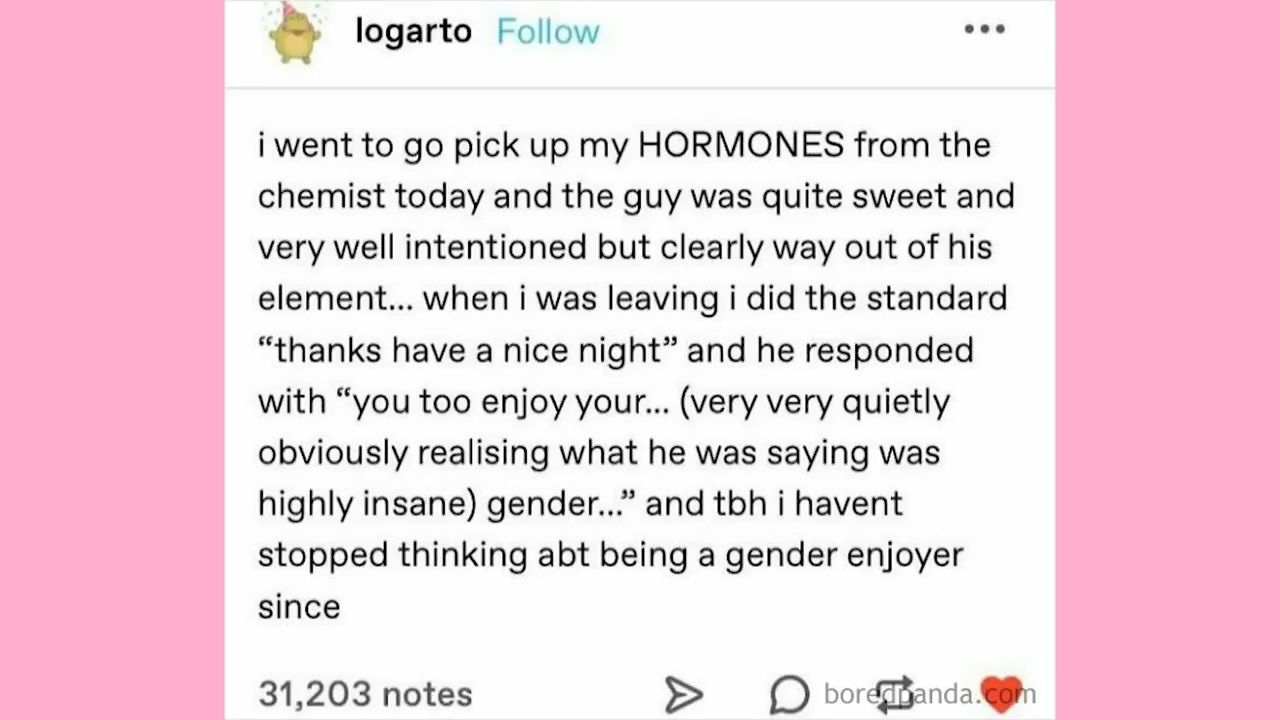 logarto Follow
i went to go pick up my HORMONES from the
chemist today and the guy was quite sweet and
very well intentioned but clearly way out of his
element... when i was leaving i did the standard
“thanks have a nice night” and he responded
with “you too enjoy your... (very very quietly
obviously realising what he was saying was
highly insane) gender...” and tbh i havent
stopped thinking abt being a gender enjoyer
since
31,203 notes
boredpanda.com